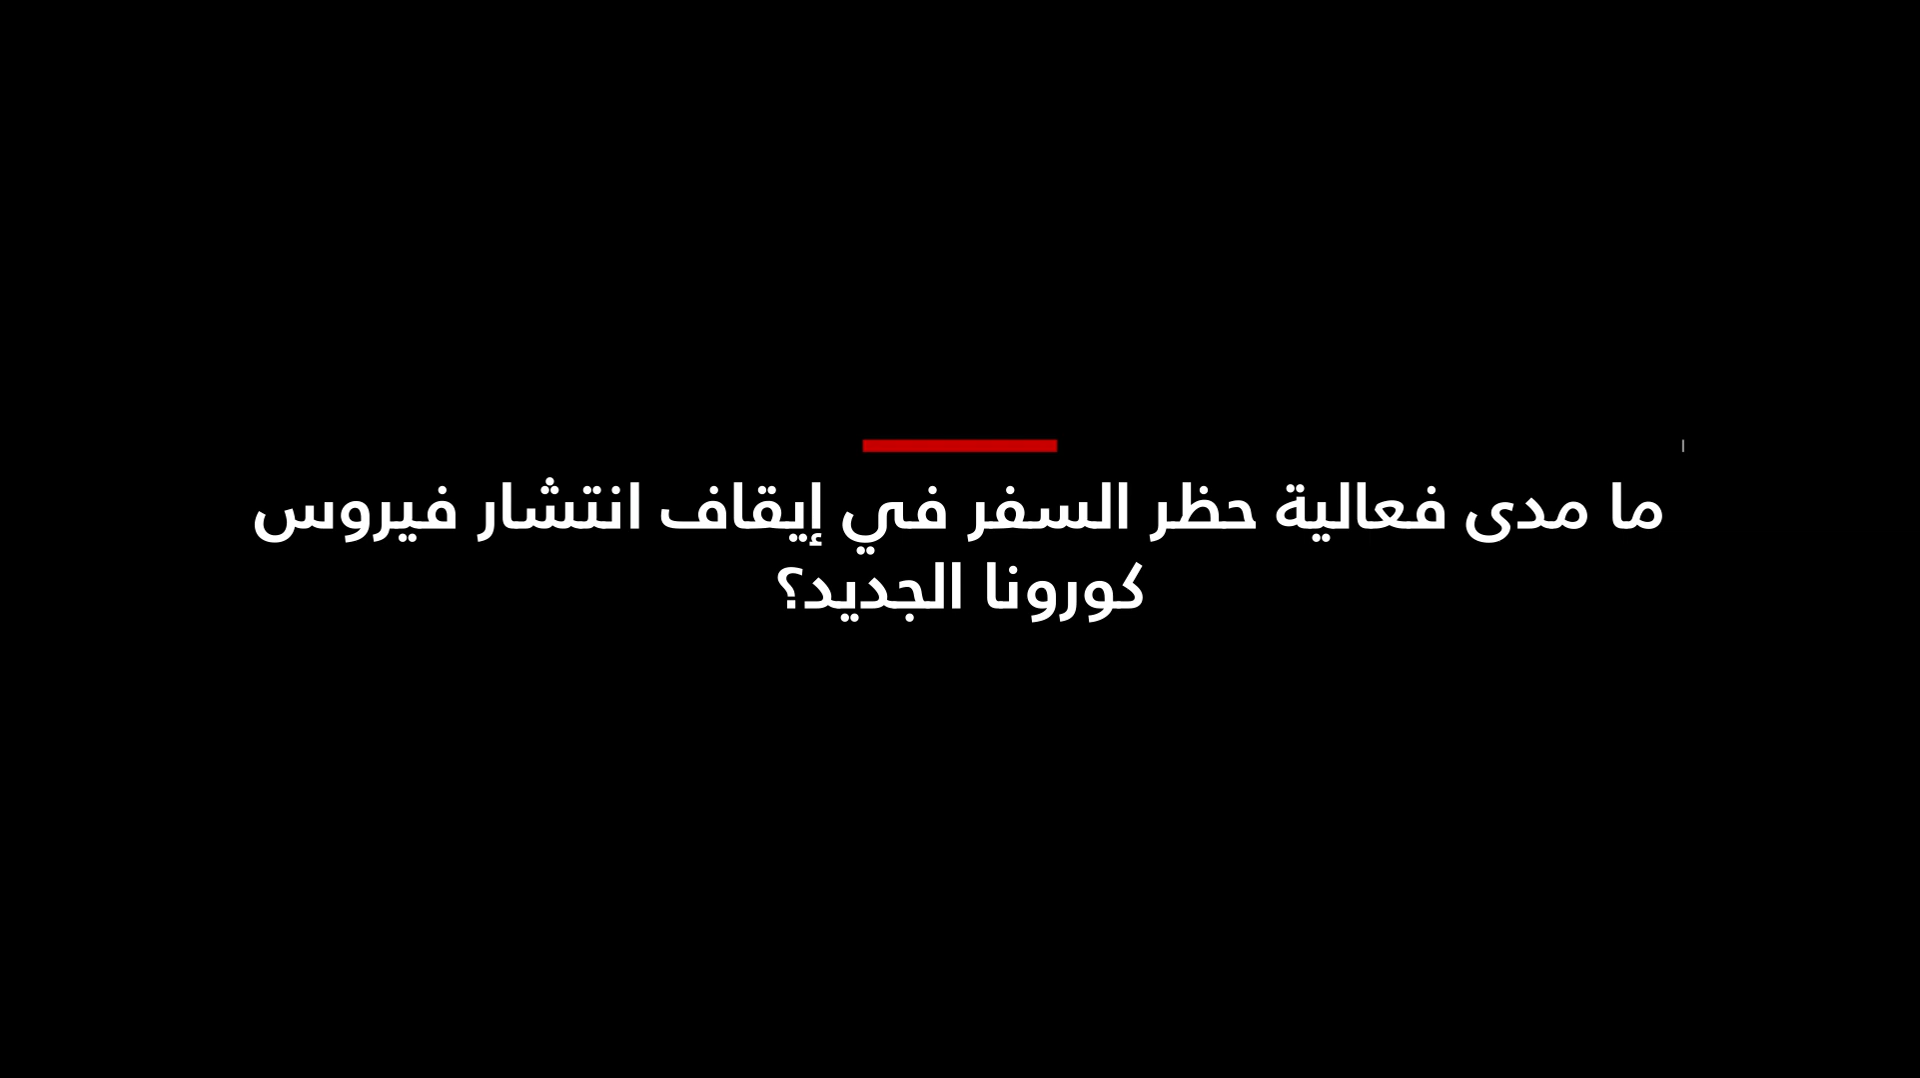 ما مدى فعالية حظر السفر في إيقاف انتشار فيروس
كورونا الجديد؟